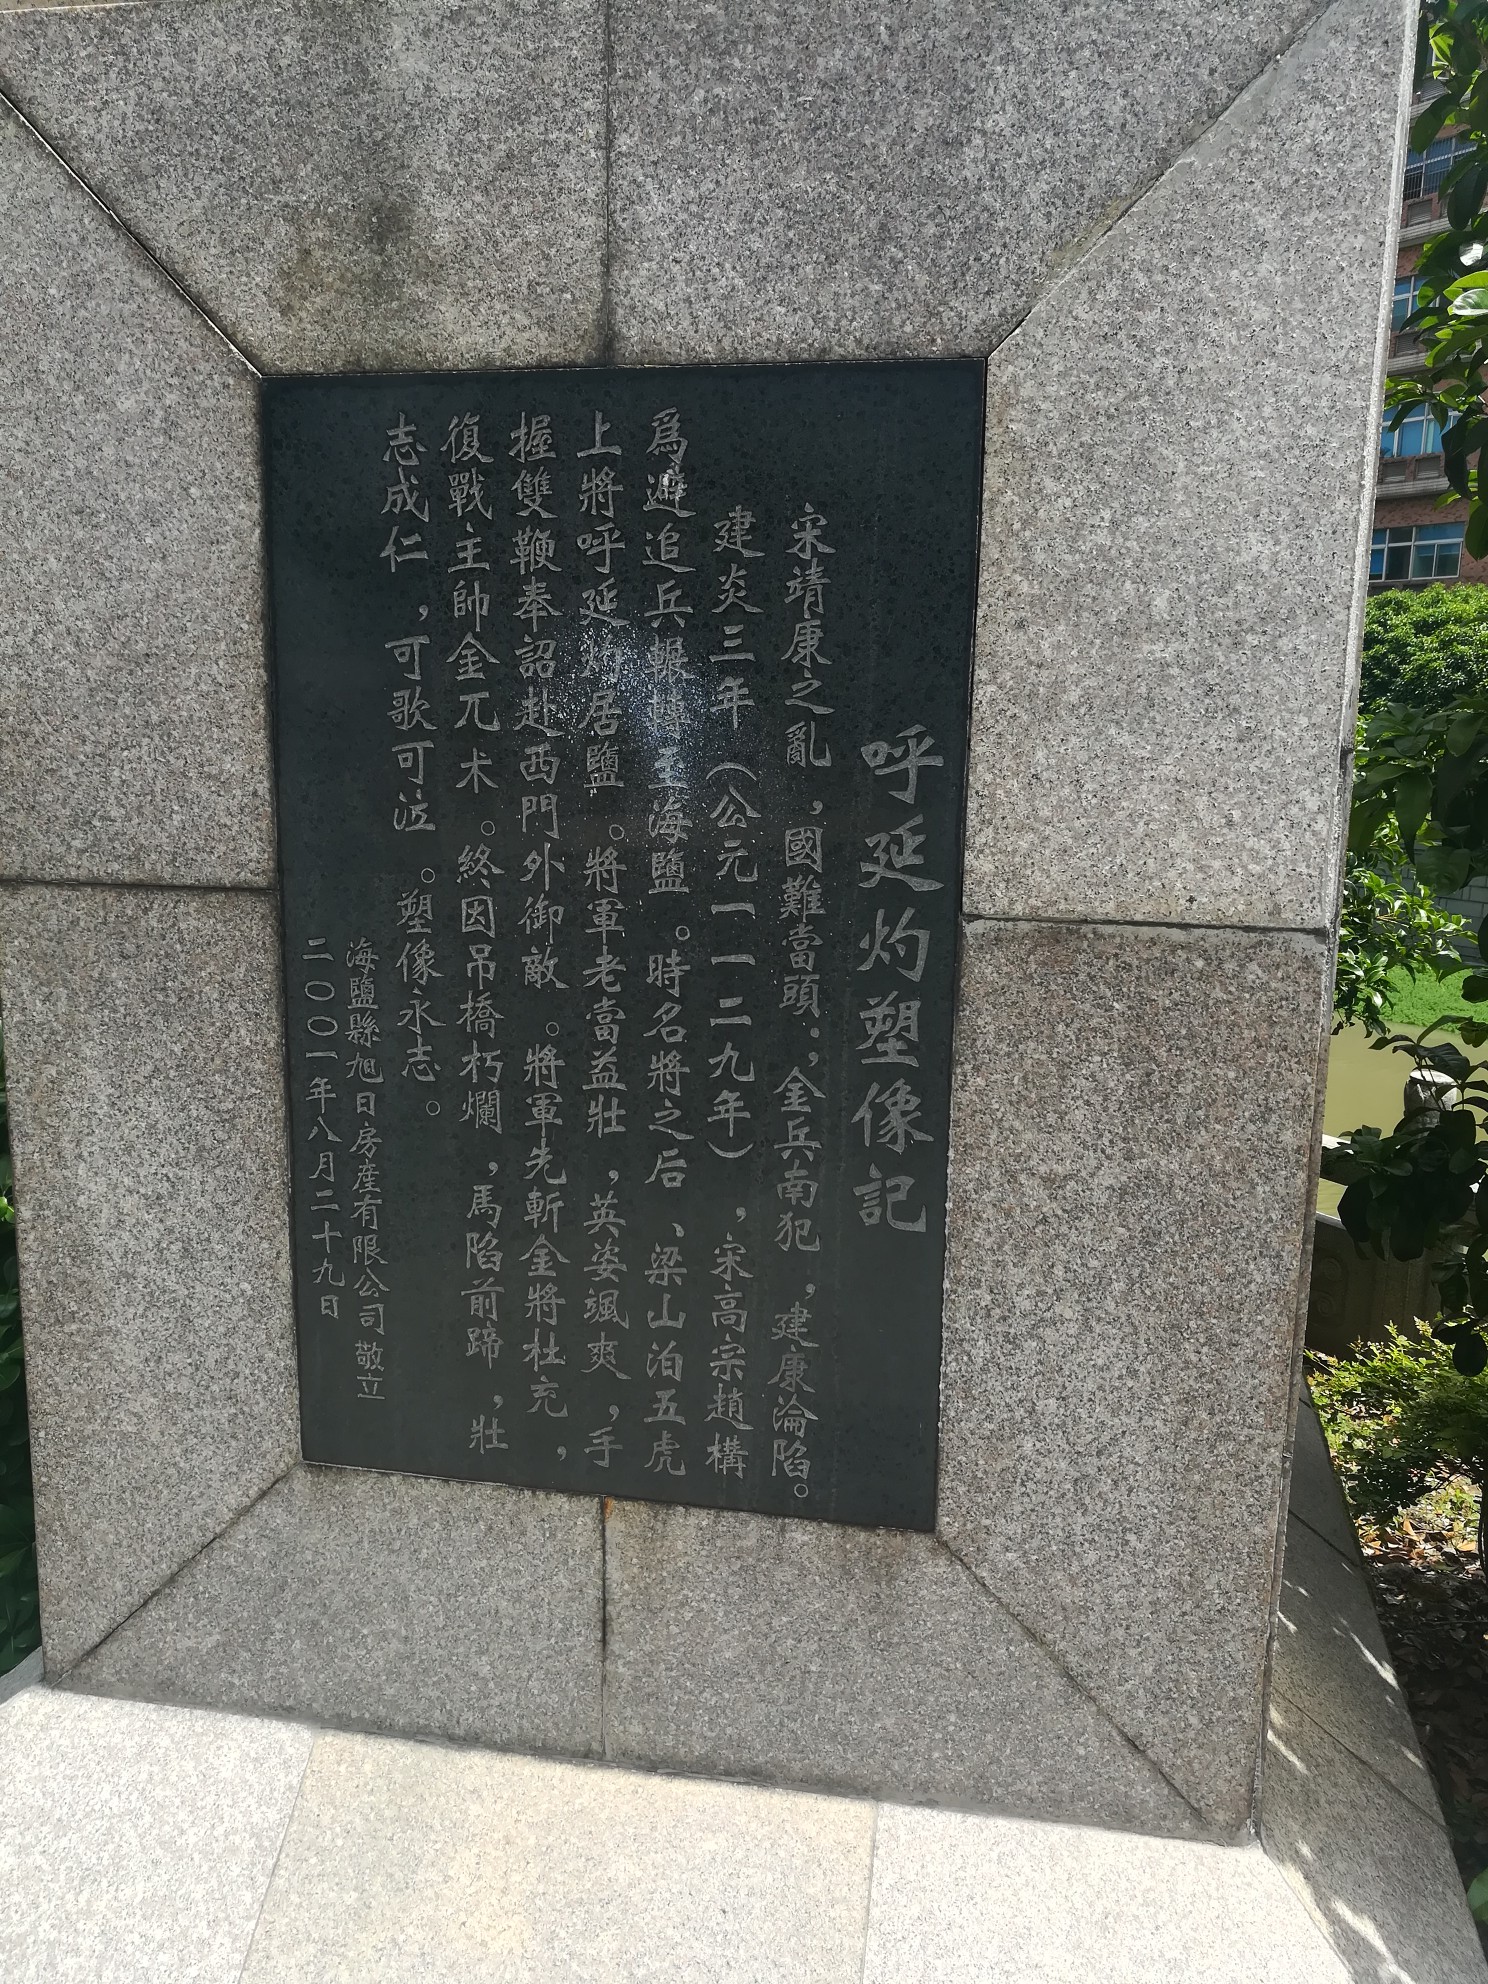 呼延灼塑像記
宋靖康之亂，國難當頭；金兵南犯，建康淪陷。
建炎三年（公元一一二九年），宋高宗趙構
爲避追兵輾轉至海鹽。時名將之后、梁山泊五虎
上將呼延灼居鹽。將軍老當益壯，英姿颯爽，手
握雙鞭奉詔赴西門外御敵。將軍先斬金將杜充，
復戰主帥金兀术。終因吊橋朽爛，馬陷前蹄，壯
志成仁，可歌可泣。塑像永志。
海鹽縣旭日房產有限公司敬立
二〇〇一年八月二十九日